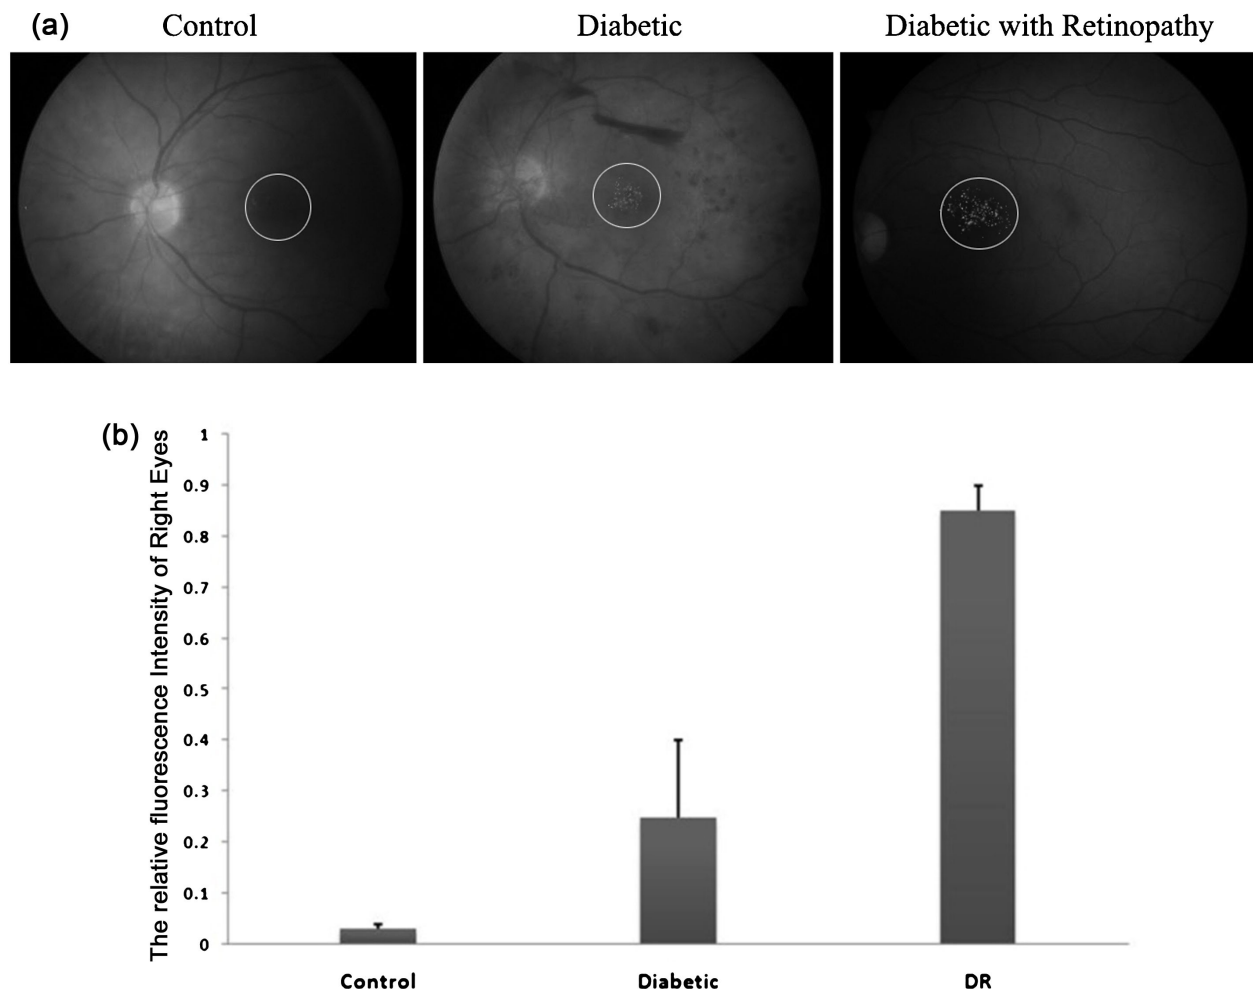 (a)
Control
Diabetic
Diabetic with Retinopathy
(b)
The relative fluorescence Intensity of Right Eyes
1
0.9
0.8
0.7
0.6
0.5
0.4
0.3
0.2
0.1
0
Control
Diabetic
DR